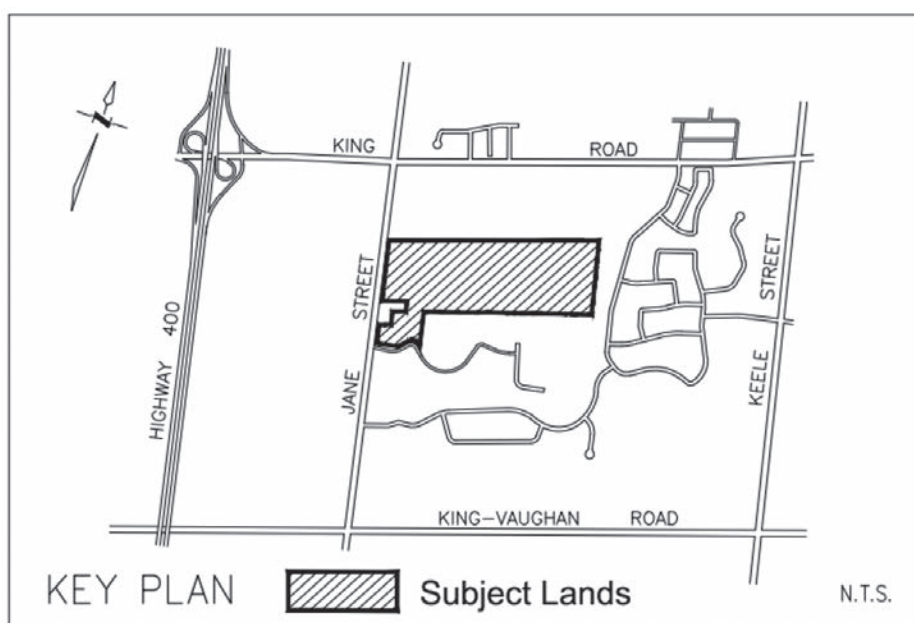 KING ROAD
HIGHWAY 400
JANE STREET
KEELE STREET
KING-VAUGHAN ROAD
KEY PLAN
Subject Lands
N.T.S.